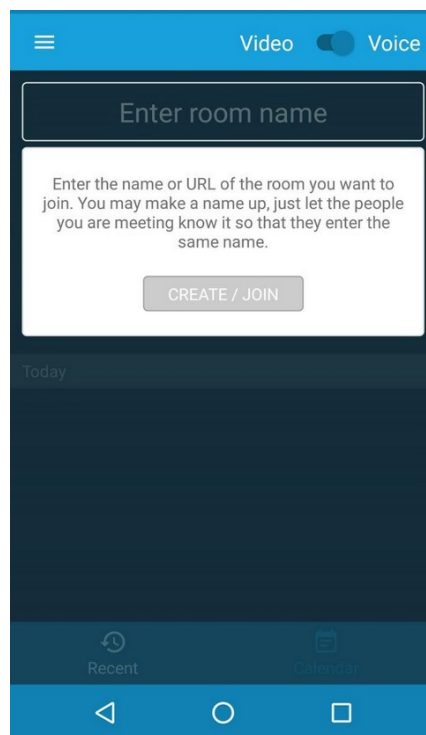 Video Voice
Enter room name
Enter the name or URL of the room you want to
join. You may make a name up, just let the people
you are meeting know it so that they enter the
same name.
CREATE / JOIN
Today
Recent Calendar